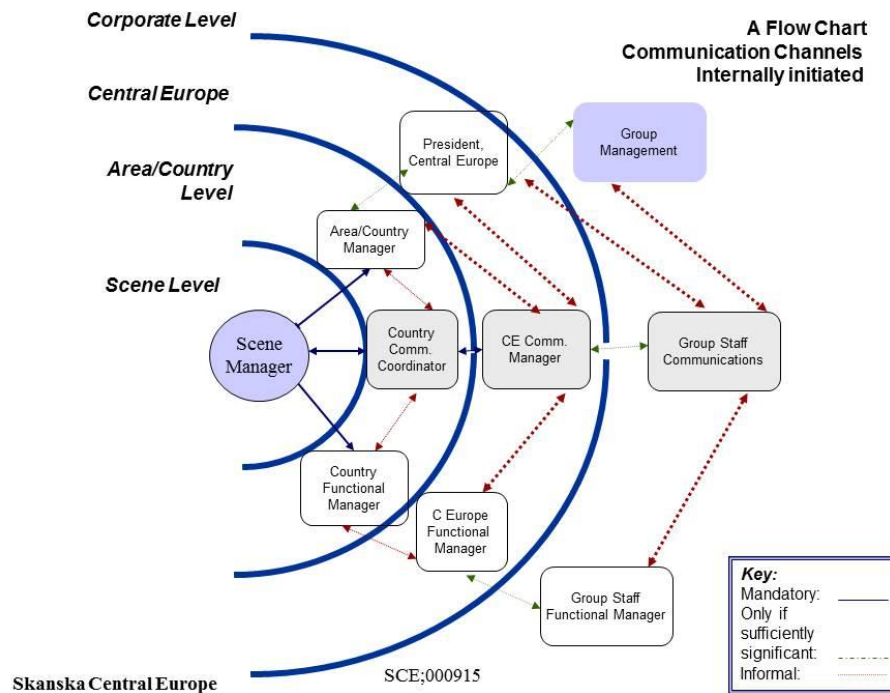 Corporate Level
A Flow Chart
Communication Channels
Internally initiated
Central Europe
President,
Central Europe
Group
Management
Area/Country
Level
Area/Country
Manager
Scene Level
Scene
Manager
Country
Comm.
Coordinator
CE Comm.
Manager
Group Staff
Communications
Country
Functional
Manager
C Europe
Functional
Manager
Group Staff
Functional Manager
Key:
Mandatory:
Only if
sufficiently
significant:
Informal:
Skanska Central Europe
SCE;000915